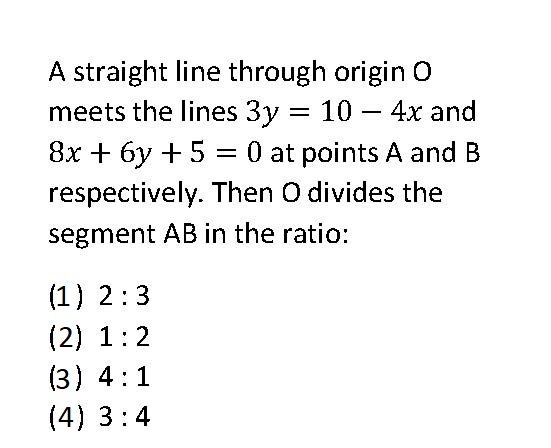 A straight line through origin O
meets the lines 3y = 10 − 4x and
8x + 6y + 5 = 0 at points A and B
respectively. Then O divides the
segment AB in the ratio:
(1) 2 : 3
(2) 1 : 2
(3) 4 : 1
(4) 3 : 4